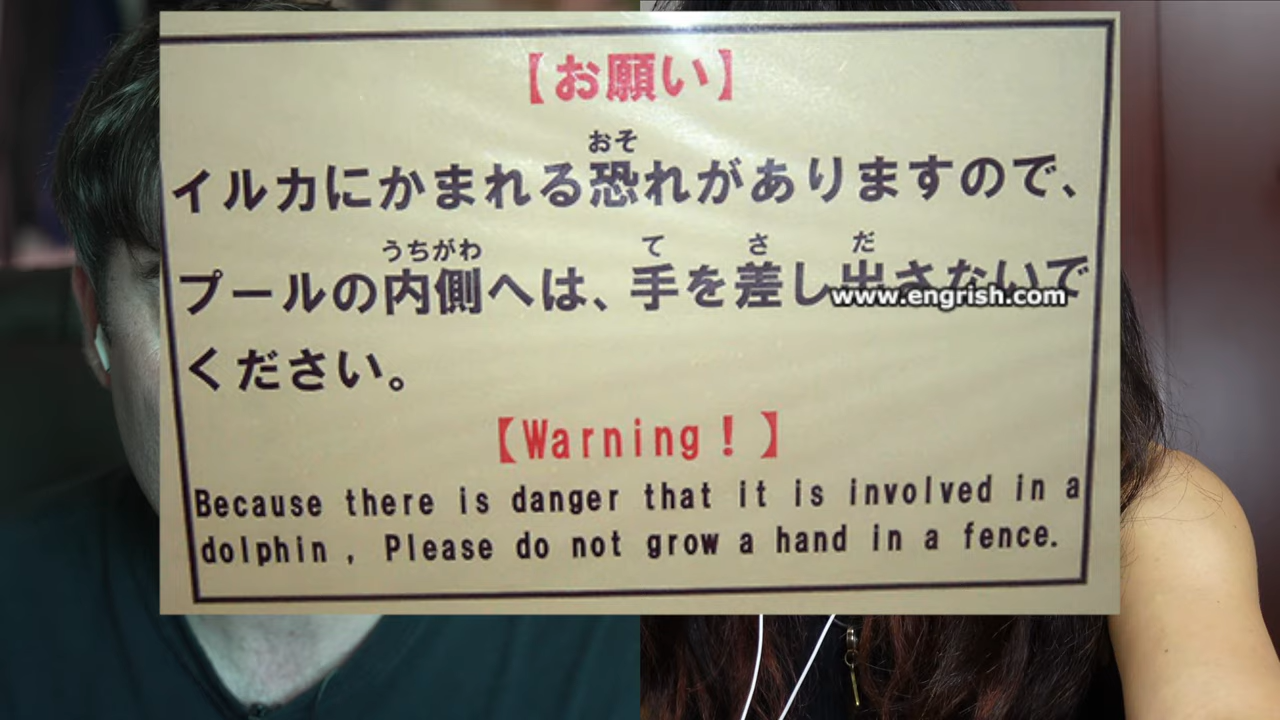 【お願い】
おそ
イルカにかまれる恐れがありますので、
うちがわ て さ だ
プールの内側へは、手を差し出さないで
www.engrish.com
ください。
【Warning！】
Because there is danger that it is involved in a
dolphin , Please do not grow a hand in a fence.